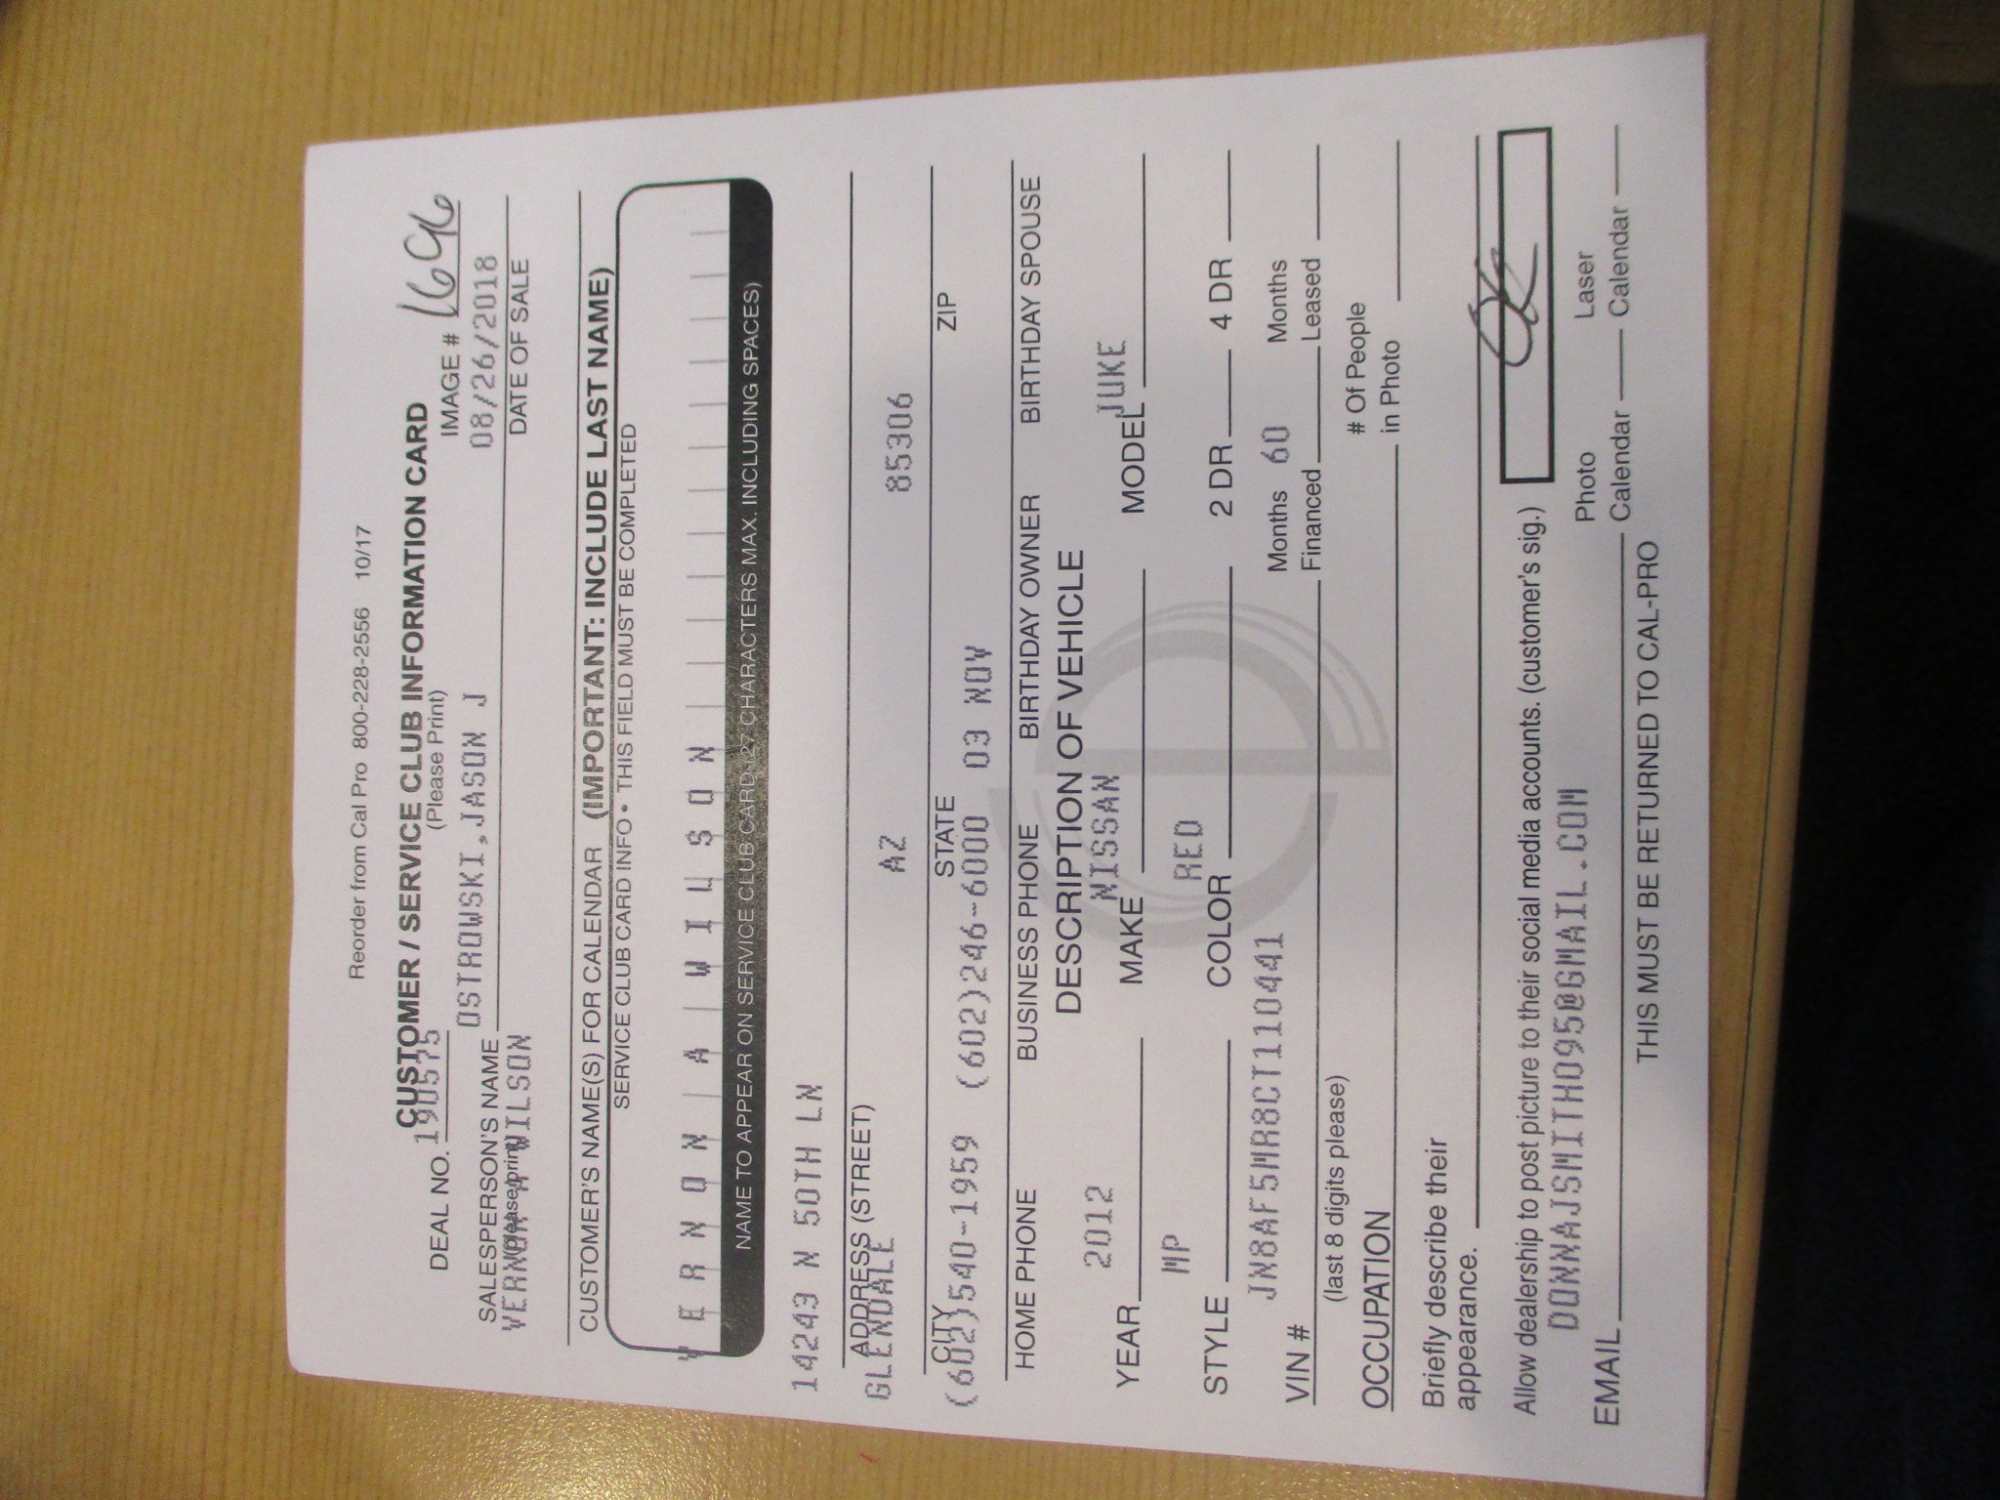 Reorder from Cal Pro 800-228-2556 10/17
CUSTOMER / SERVICE CLUB INFORMATION CARD
(Please Print)
DEAL NO. 190575 IMAGE # 1696
SALESPERSON'S NAME OSTROWSKI,JASON J 08/26/2018
(Please print) DATE OF SALE
VERNON A WILSON
CUSTOMER'S NAME(S) FOR CALENDAR (IMPORTANT: INCLUDE LAST NAME)
SERVICE CLUB CARD INFO • THIS FIELD MUST BE COMPLETED
V E R N O N A W I L S O N
NAME TO APPEAR ON SERVICE CLUB CARD (27 CHARACTERS MAX. INCLUDING SPACES)
14243 N 50TH LN
ADDRESS (STREET)
GLENDALE AZ 85306
CITY STATE ZIP
(602)540-1959 (602)246-6000 03 NOV
HOME PHONE BUSINESS PHONE BIRTHDAY OWNER BIRTHDAY SPOUSE
DESCRIPTION OF VEHICLE
YEAR 2012 MAKE NISSAN MODEL JUKE
STYLE MP COLOR RED 2 DR 4 DR
VIN # JN8AF5MR8CT110441 Months Financed 60 Months Leased
(last 8 digits please)
OCCUPATION # Of People in Photo
Briefly describe their
appearance.
Allow dealership to post picture to their social media accounts. (customer's sig.)
EMAIL DONNAJSMITH095@GMAIL.COM Photo Calendar Laser Calendar
THIS MUST BE RETURNED TO CAL-PRO